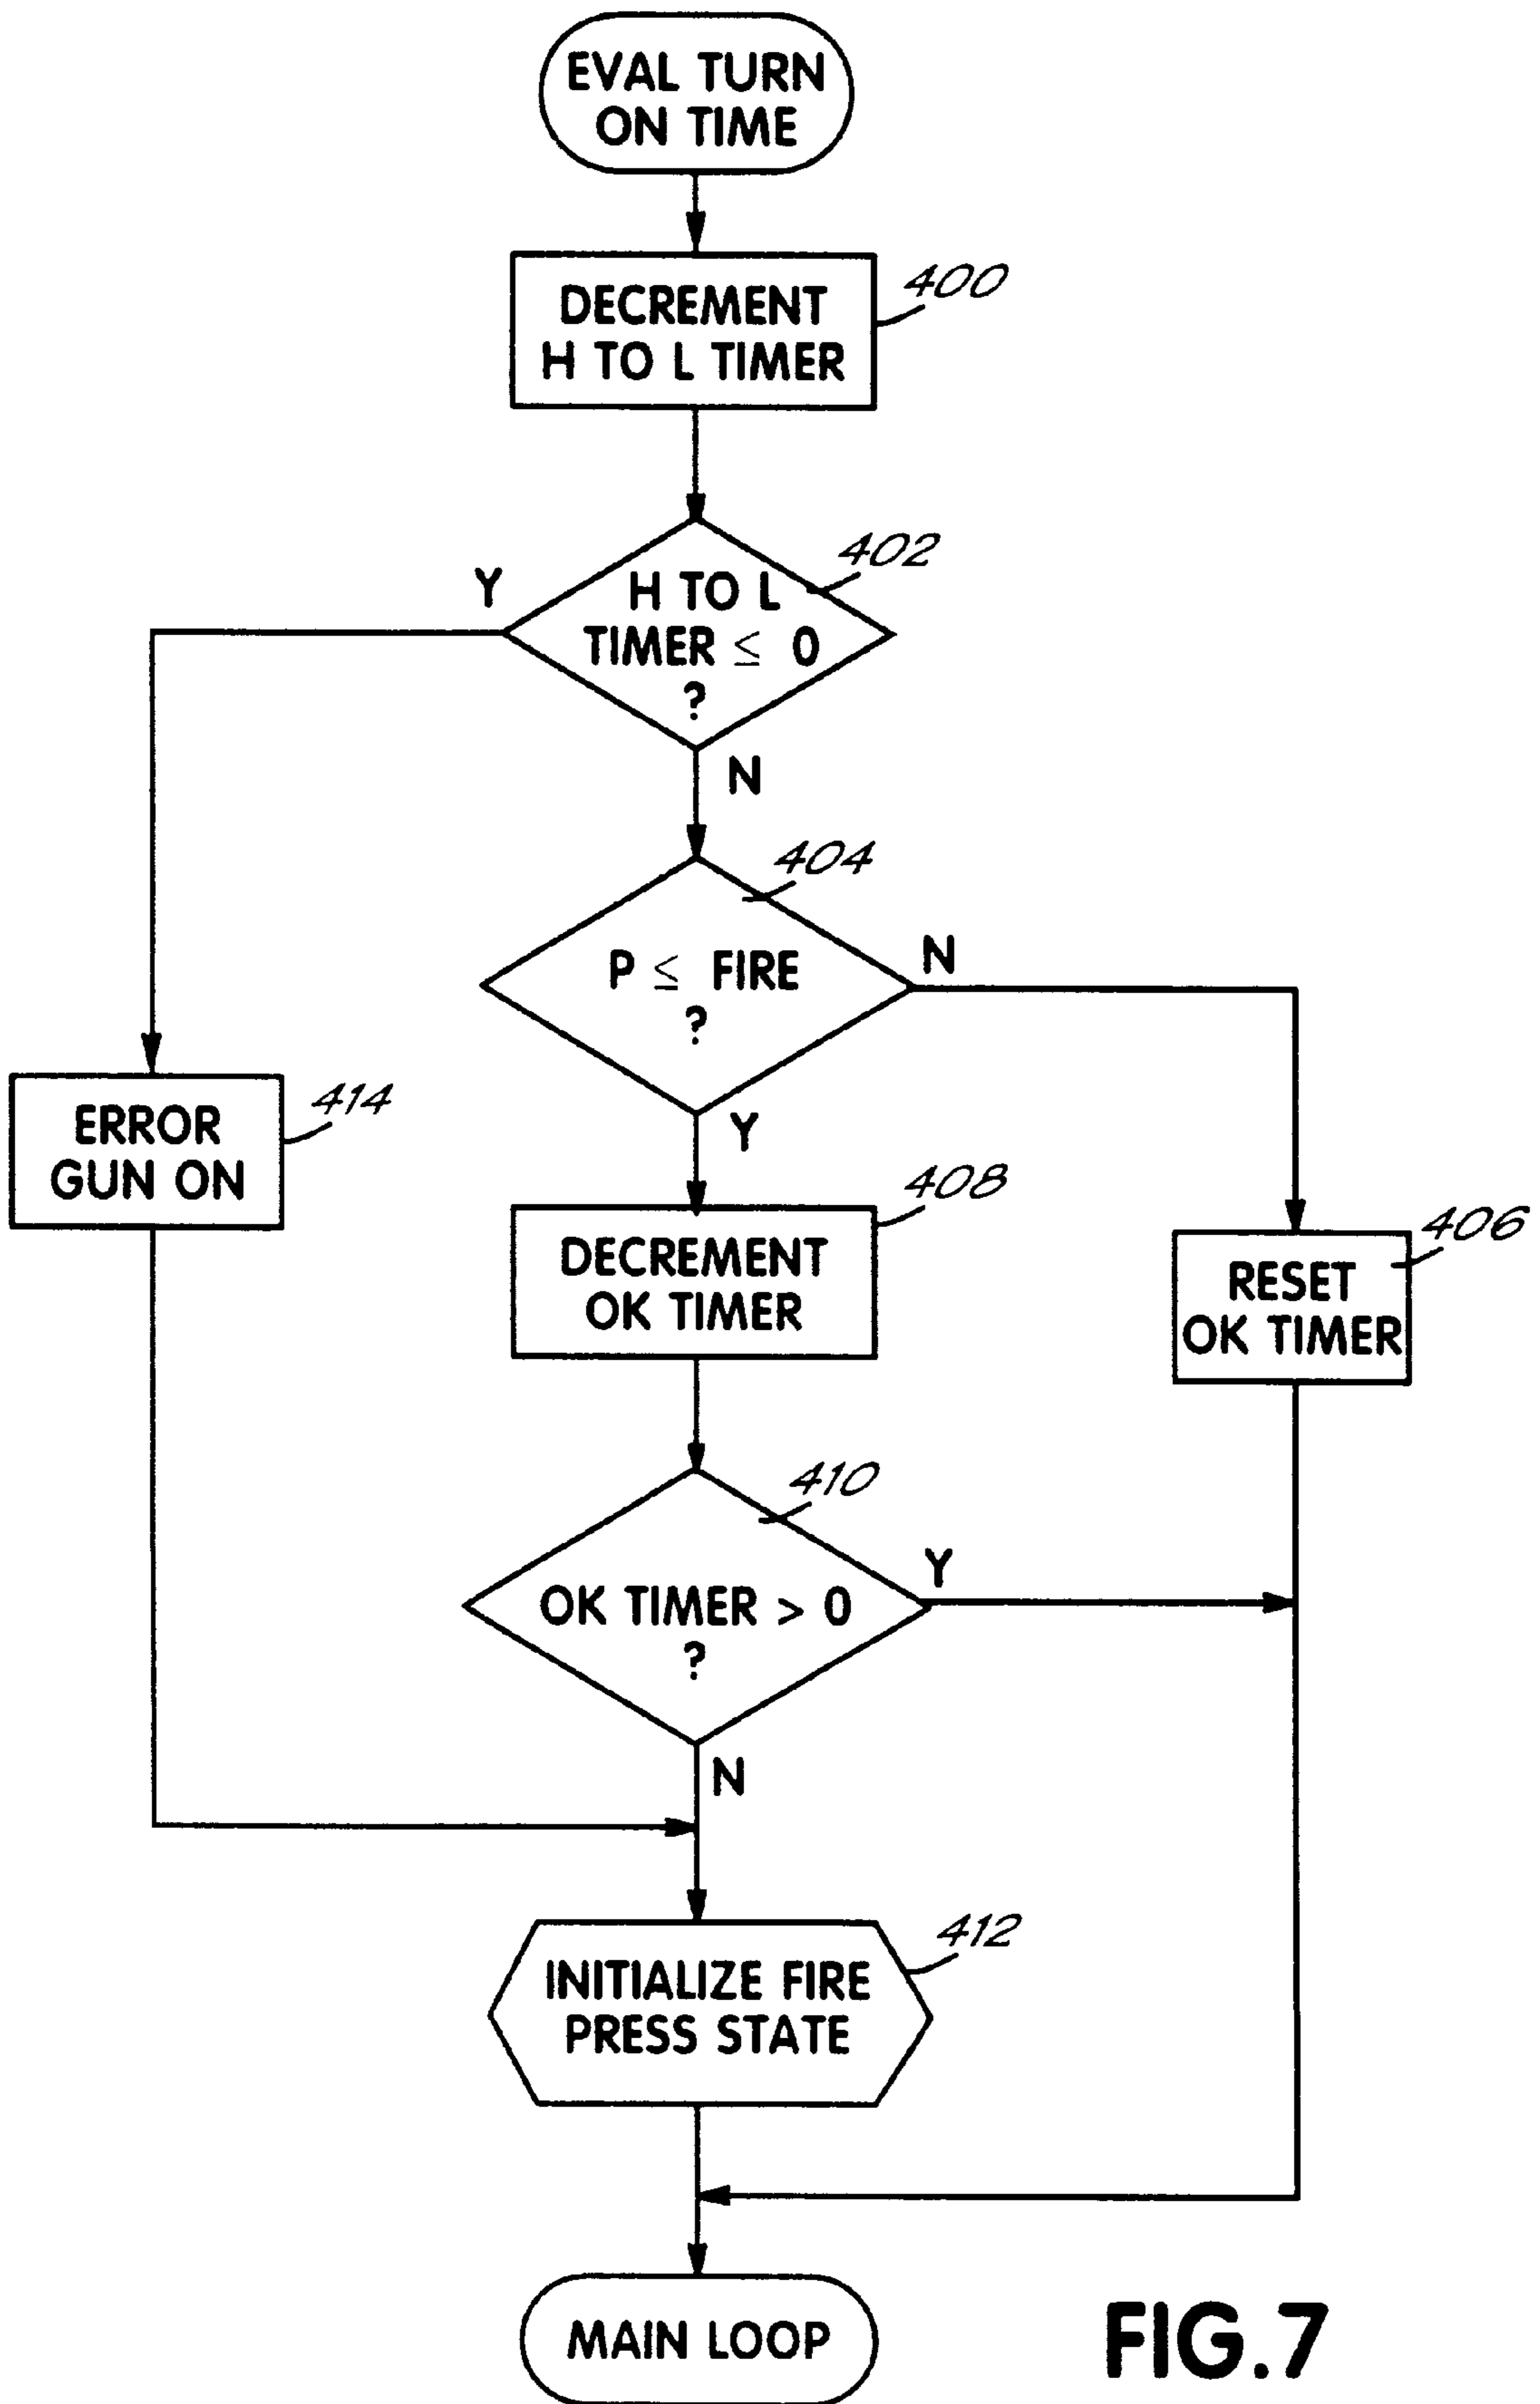 EVAL TURN
ON TIME
400
DECREMENT
H TO L TIMER
402
Y
H TO L
TIMER ≤ 0
?
N
404
P ≤ FIRE
?
N
Y
414
ERROR
GUN ON
408
DECREMENT
OK TIMER
406
RESET
OK TIMER
410
OK TIMER > 0
?
Y
N
412
INITIALIZE FIRE
PRESS STATE
MAIN LOOP
FIG.7